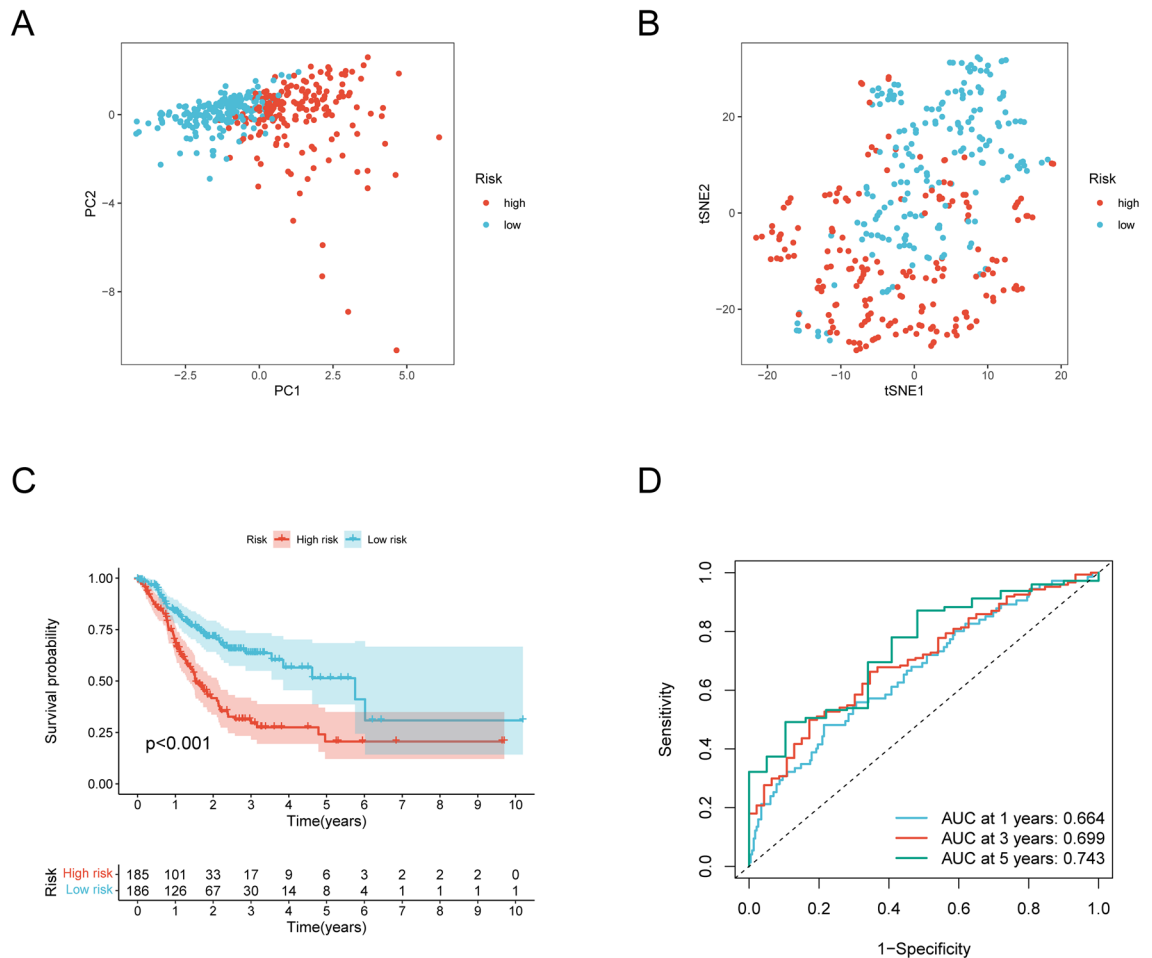 A
B
0
−4
−8
PC2
−2.5 0.0 2.5 5.0
PC1
Risk
high
low
20
0
−20
tSNE2
−20 −10 0 10 20
tSNE1
Risk
high
low
C
D
Risk High risk Low risk
1.00
0.75
0.50
0.25
0.00
Survival probability
p<0.001
0 1 2 3 4 5 6 7 8 9 10
Time(years)
Risk
High risk 185 101 33 17 9 6 3 2 2 2 0
Low risk 186 126 67 30 14 8 4 1 1 1 1
0 1 2 3 4 5 6 7 8 9 10
Time(years)
1.0
0.8
0.6
0.4
0.2
0.0
Sensitivity
AUC at 1 years: 0.664
AUC at 3 years: 0.699
AUC at 5 years: 0.743
0.0 0.2 0.4 0.6 0.8 1.0
1−Specificity